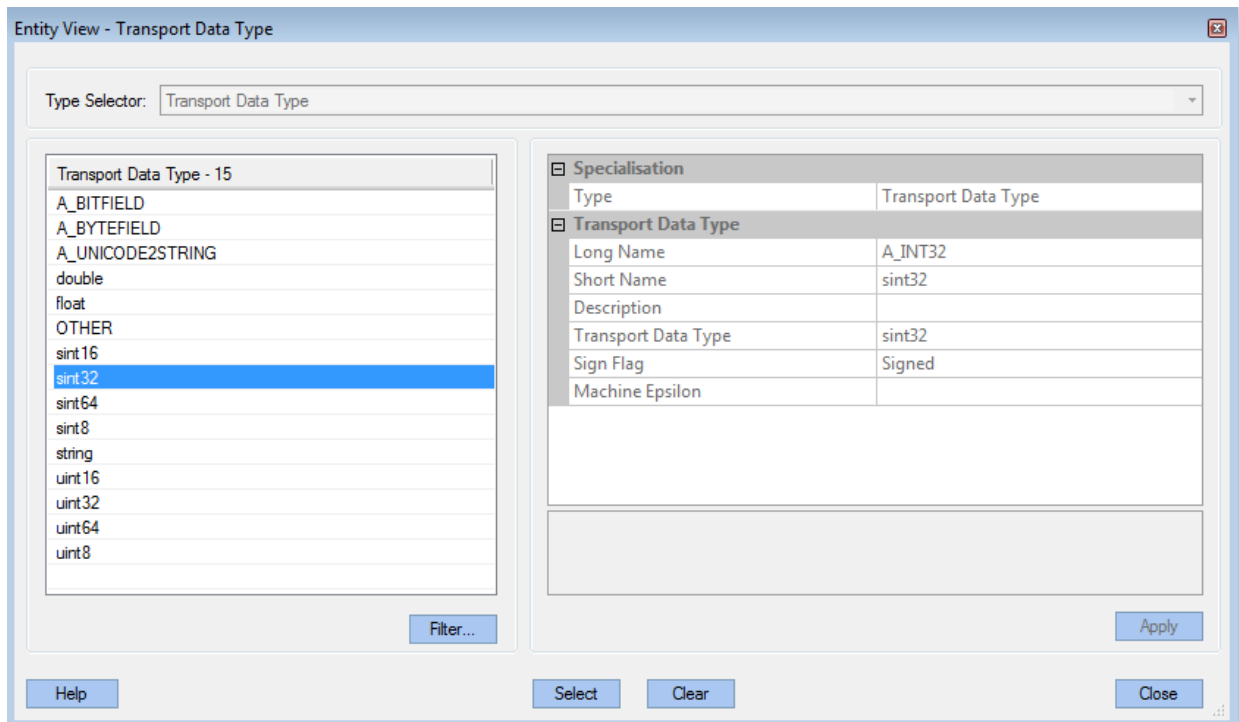 Entity View - Transport Data Type
Type Selector: Transport Data Type
Transport Data Type - 15
A_BITFIELD
A_BYTEFIELD
A_UNICODE2STRING
double
float
OTHER
sint16
sint32
sint64
sint8
string
uint16
uint32
uint64
uint8
Filter...
Specialisation
Type Transport Data Type
Transport Data Type
Long Name A_INT32
Short Name sint32
Description
Transport Data Type sint32
Sign Flag Signed
Machine Epsilon
Apply
Help Select Clear Close